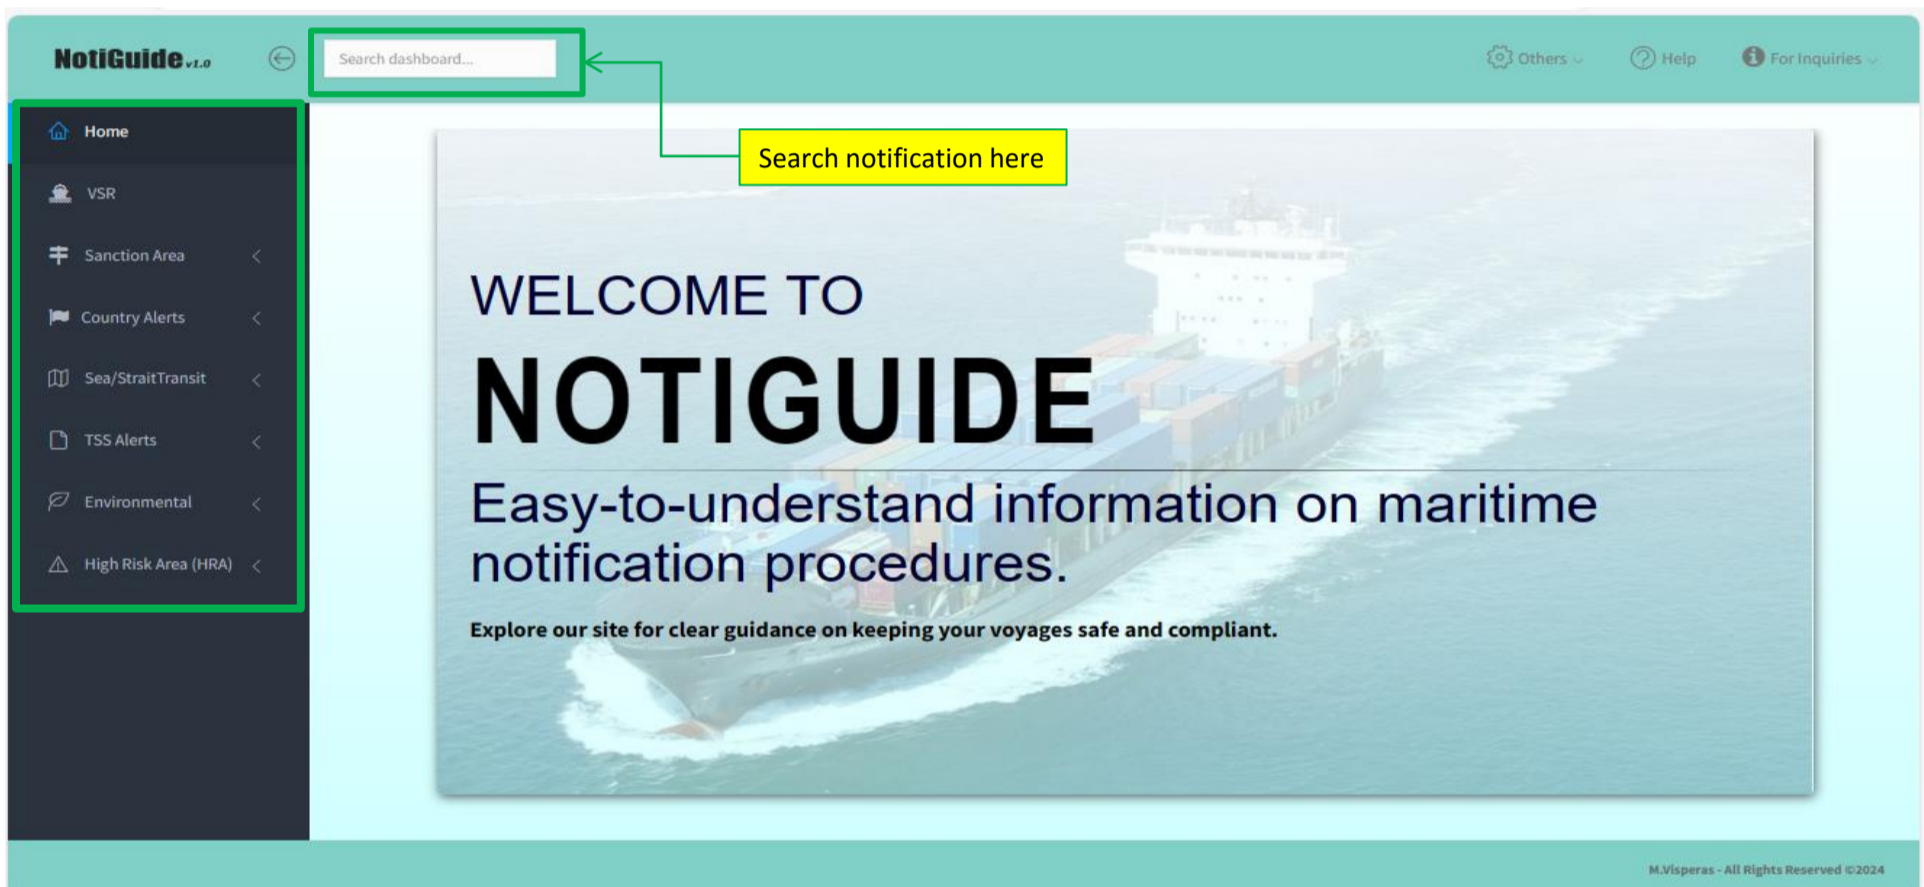 NotiGuide v1.0
Search dashboard...
Others
Help
For Inquiries
Home
VSR
Sanction Area
Country Alerts
Sea/StraitTransit
TSS Alerts
Environmental
High Risk Area (HRA)
Search notification here
WELCOME TO
NOTIGUIDE
Easy-to-understand information on maritime
notification procedures.
Explore our site for clear guidance on keeping your voyages safe and compliant.
M.Visperas - All Rights Reserved ©2024